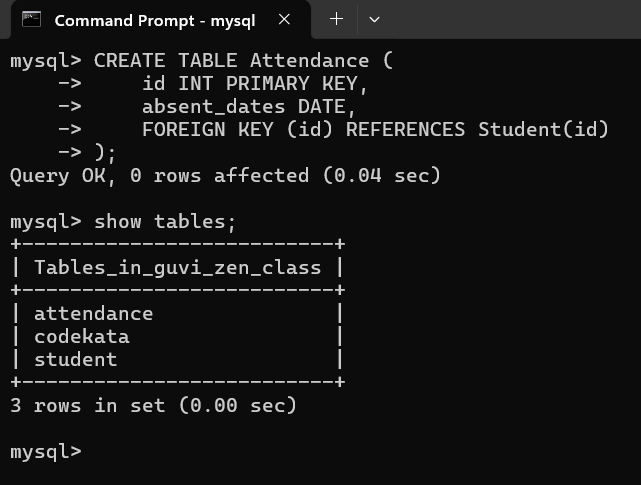 Command Prompt - mysql
mysql> CREATE TABLE Attendance (
    ->     id INT PRIMARY KEY,
    ->     absent_dates DATE,
    ->     FOREIGN KEY (id) REFERENCES Student(id)
    -> );
Query OK, 0 rows affected (0.04 sec)
mysql> show tables;
+--------------------------+
| Tables_in_guvi_zen_class |
+--------------------------+
| attendance               |
| codekata                 |
| student                  |
+--------------------------+
3 rows in set (0.00 sec)
mysql>